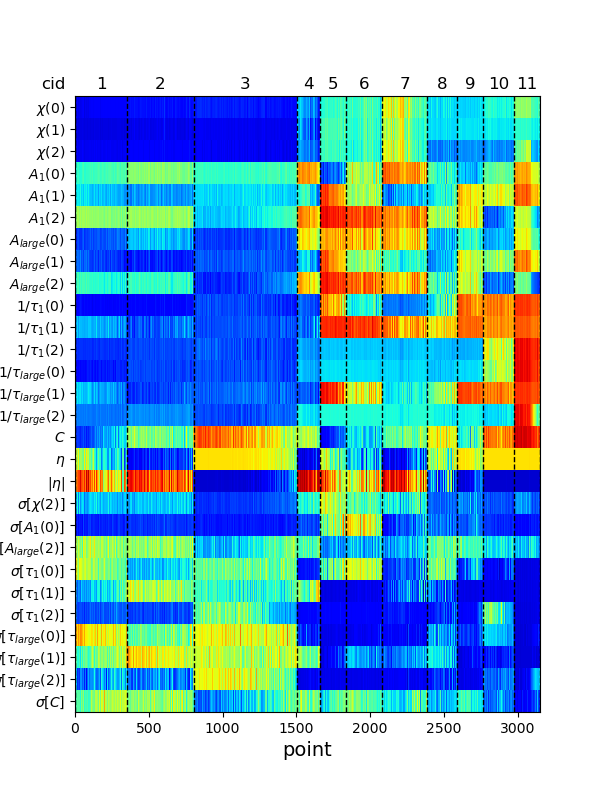 cid 1 2 3 4 5 6 7 8 9 10 11
χ(0)
χ(1)
χ(2)
A₁(0)
A₁(1)
A₁(2)
A_large(0)
A_large(1)
A_large(2)
1/τ₁(0)
1/τ₁(1)
1/τ₁(2)
1/τ_large(0)
1/τ_large(1)
1/τ_large(2)
C
η
|η|
σ[χ(2)]
σ[A₁(0)]
[A_large(2)]
σ[τ₁(0)]
σ[τ₁(1)]
σ[τ₁(2)]
[τ_large(0)]
[τ_large(1)]
[τ_large(2)]
σ[C]
0 500 1000 1500 2000 2500 3000
point